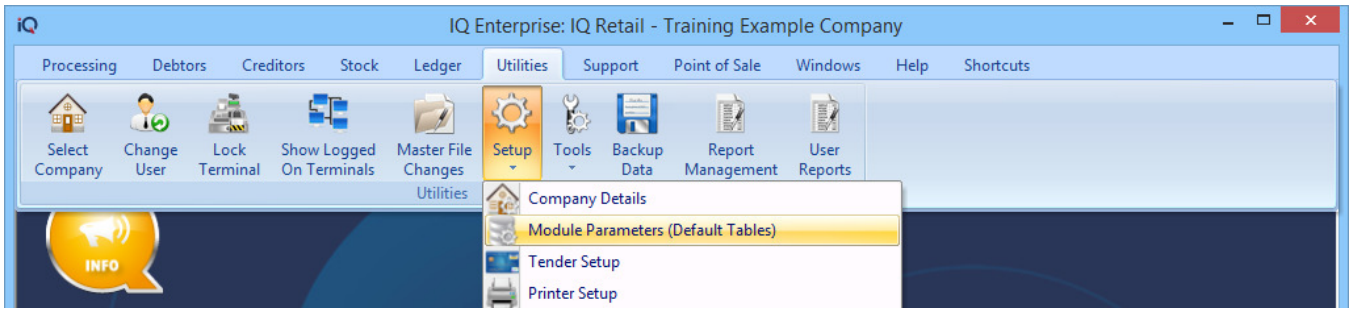 iQ IQ Enterprise: IQ Retail - Training Example Company
Processing Debtors Creditors Stock Ledger Utilities Support Point of Sale Windows Help Shortcuts
Select Company
Change User
Lock Terminal
Show Logged On Terminals
Master File Changes
Setup
Tools
Backup Data
Report Management
User Reports
Utilities
Company Details
Module Parameters (Default Tables)
Tender Setup
Printer Setup
INFO